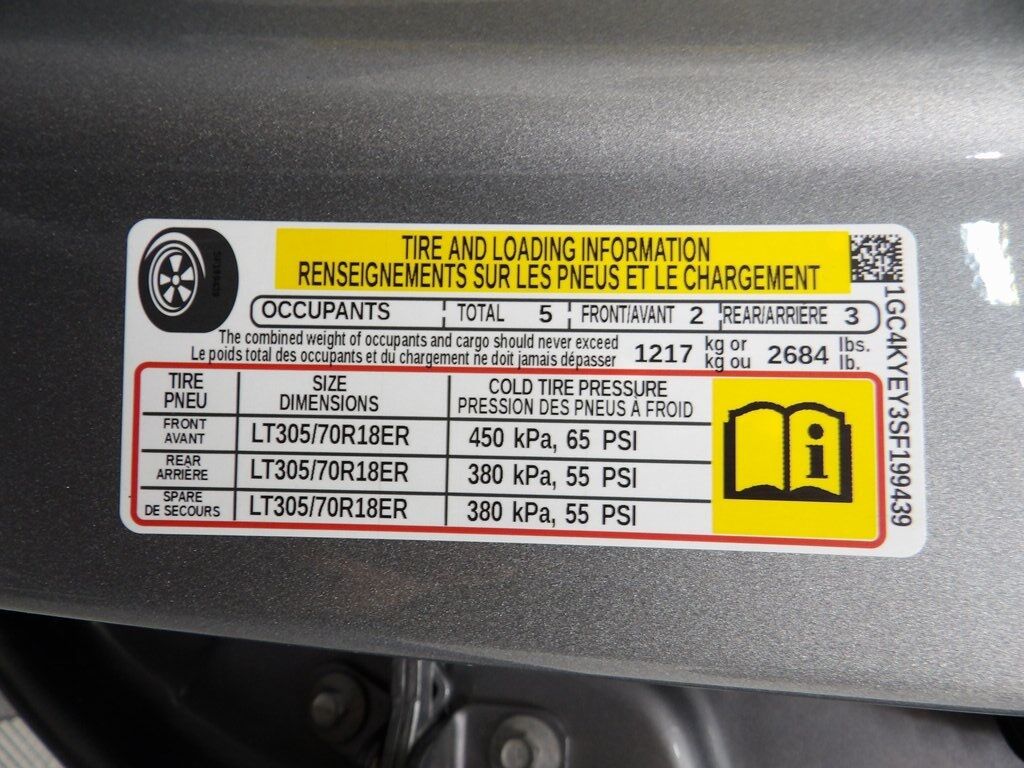 TIRE AND LOADING INFORMATION
RENSEIGNEMENTS SUR LES PNEUS ET LE CHARGEMENT
OCCUPANTS TOTAL 5 FRONT/AVANT 2 REAR/ARRIÈRE 3
The combined weight of occupants and cargo should never exceed
Le poids total des occupants et du chargement ne doit jamais dépasser
1217 kg or 2684 lbs.
kg ou lb.
TIRE SIZE COLD TIRE PRESSURE
PNEU DIMENSIONS PRESSION DES PNEUS À FROID
FRONT
AVANT
LT305/70R18ER 450 kPa, 65 PSI
REAR
ARRIÈRE
LT305/70R18ER 380 kPa, 55 PSI
SPARE
DE SECOURS
LT305/70R18ER 380 kPa, 55 PSI
i
1GC4KYEY3SF199439